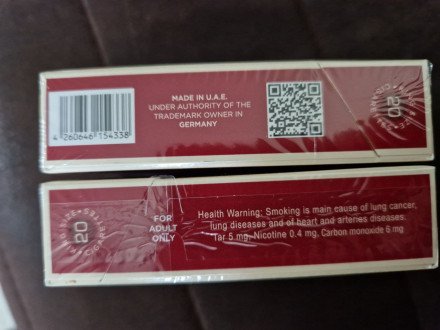 MADE IN U.A.E.
UNDER AUTHORITY OF THE
TRADEMARK OWNER IN
GERMANY
4 260646 154338
20
20
FOR
ADULT
ONLY
Health Warning: Smoking is main cause of lung cancer,
lung diseases and of heart and arteries diseases.
Tar 5 mg, Nicotine 0.4 mg, Carbon monoxide 6 mg